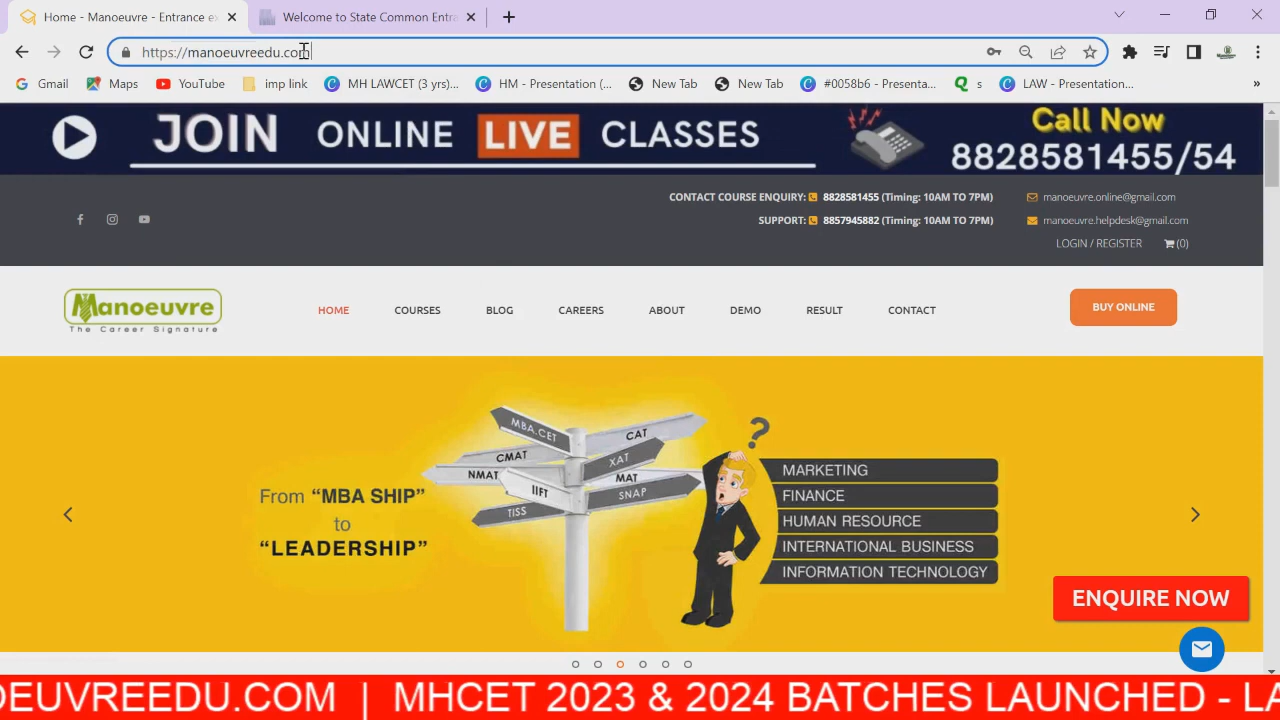 Home - Manoeuvre - Entrance ex
Welcome to State Common Entra
https://manoeuvreedu.com
Gmail
Maps
YouTube
imp link
MH LAWCET (3 yrs)...
HM - Presentation (...
New Tab
New Tab
#0058b6 - Presenta...
s
LAW - Presentation...
»
JOIN ONLINE LIVE CLASSES
Call Now
8828581455/54
CONTACT COURSE ENQUIRY: 8828581455 (Timing: 10AM TO 7PM)
manoeuvre.online@gmail.com
SUPPORT: 8857945882 (Timing: 10AM TO 7PM)
manoeuvre.helpdesk@gmail.com
LOGIN / REGISTER (0)
Manoeuvre
The Career Signature
HOME
COURSES
BLOG
CAREERS
ABOUT
DEMO
RESULT
CONTACT
BUY ONLINE
From “MBA SHIP”
to
“LEADERSHIP”
MBA.CET
CAT
CMAT
XAT
NMAT
MAT
IIFT
SNAP
TISS
?
MARKETING
FINANCE
HUMAN RESOURCE
INTERNATIONAL BUSINESS
INFORMATION TECHNOLOGY
ENQUIRE NOW
OEUVREEDU.COM | MHCET 2023 & 2024 BATCHES LAUNCHED - LA